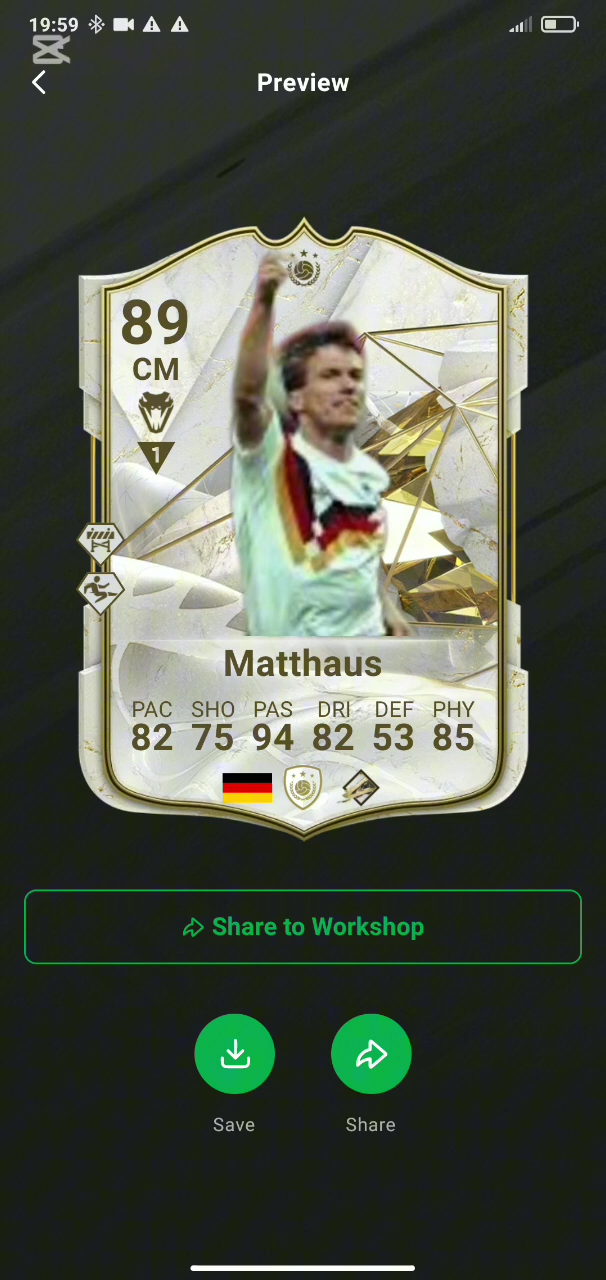 19:59
Preview
89
CM
1
Matthaus
PAC SHO PAS DRI DEF PHY
82 75 94 82 53 85
Share to Workshop
Save Share